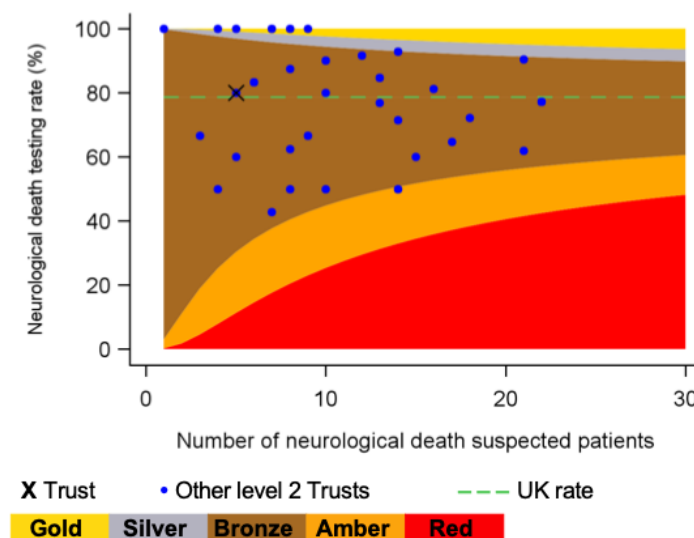 Neurological death testing rate (%)
100
80
60
40
20
0
0
10
20
30
Number of neurological death suspected patients
X Trust
Other level 2 Trusts
UK rate
Gold
Silver
Bronze
Amber
Red